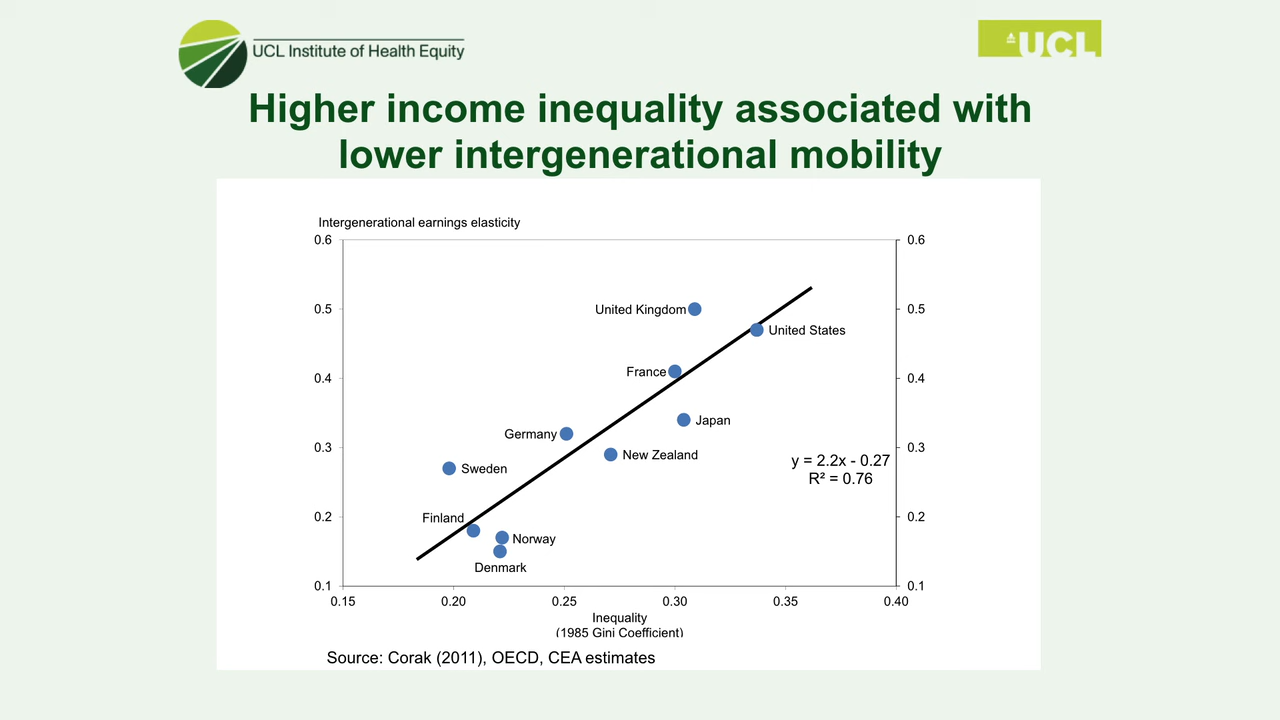 UCL Institute of Health Equity
UCL
Higher income inequality associated with
lower intergenerational mobility
Intergenerational earnings elasticity
0.6 0.6
0.5 United Kingdom 0.5
United States
0.4 France 0.4
Japan
Germany
0.3 New Zealand 0.3
y = 2.2x - 0.27
Sweden
R² = 0.76
0.2 Finland 0.2
Norway
Denmark
0.1 0.1
0.15 0.20 0.25 0.30 0.35 0.40
Inequality
(1985 Gini Coefficient)
Source: Corak (2011), OECD, CEA estimates